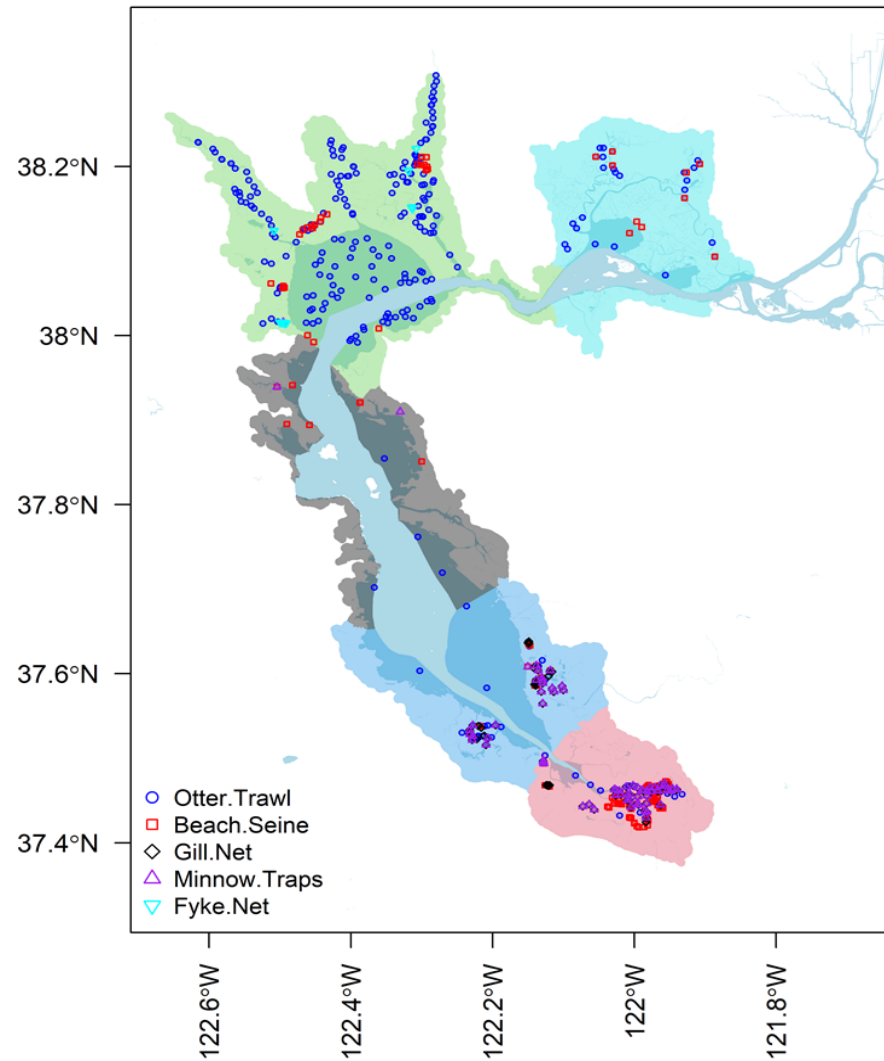 38.2°N
38°N
37.8°N
37.6°N
37.4°N
Otter.Trawl
Beach.Seine
Gill.Net
Minnow.Traps
Fyke.Net
122.6°W
122.4°W
122.2°W
122°W
121.8°W